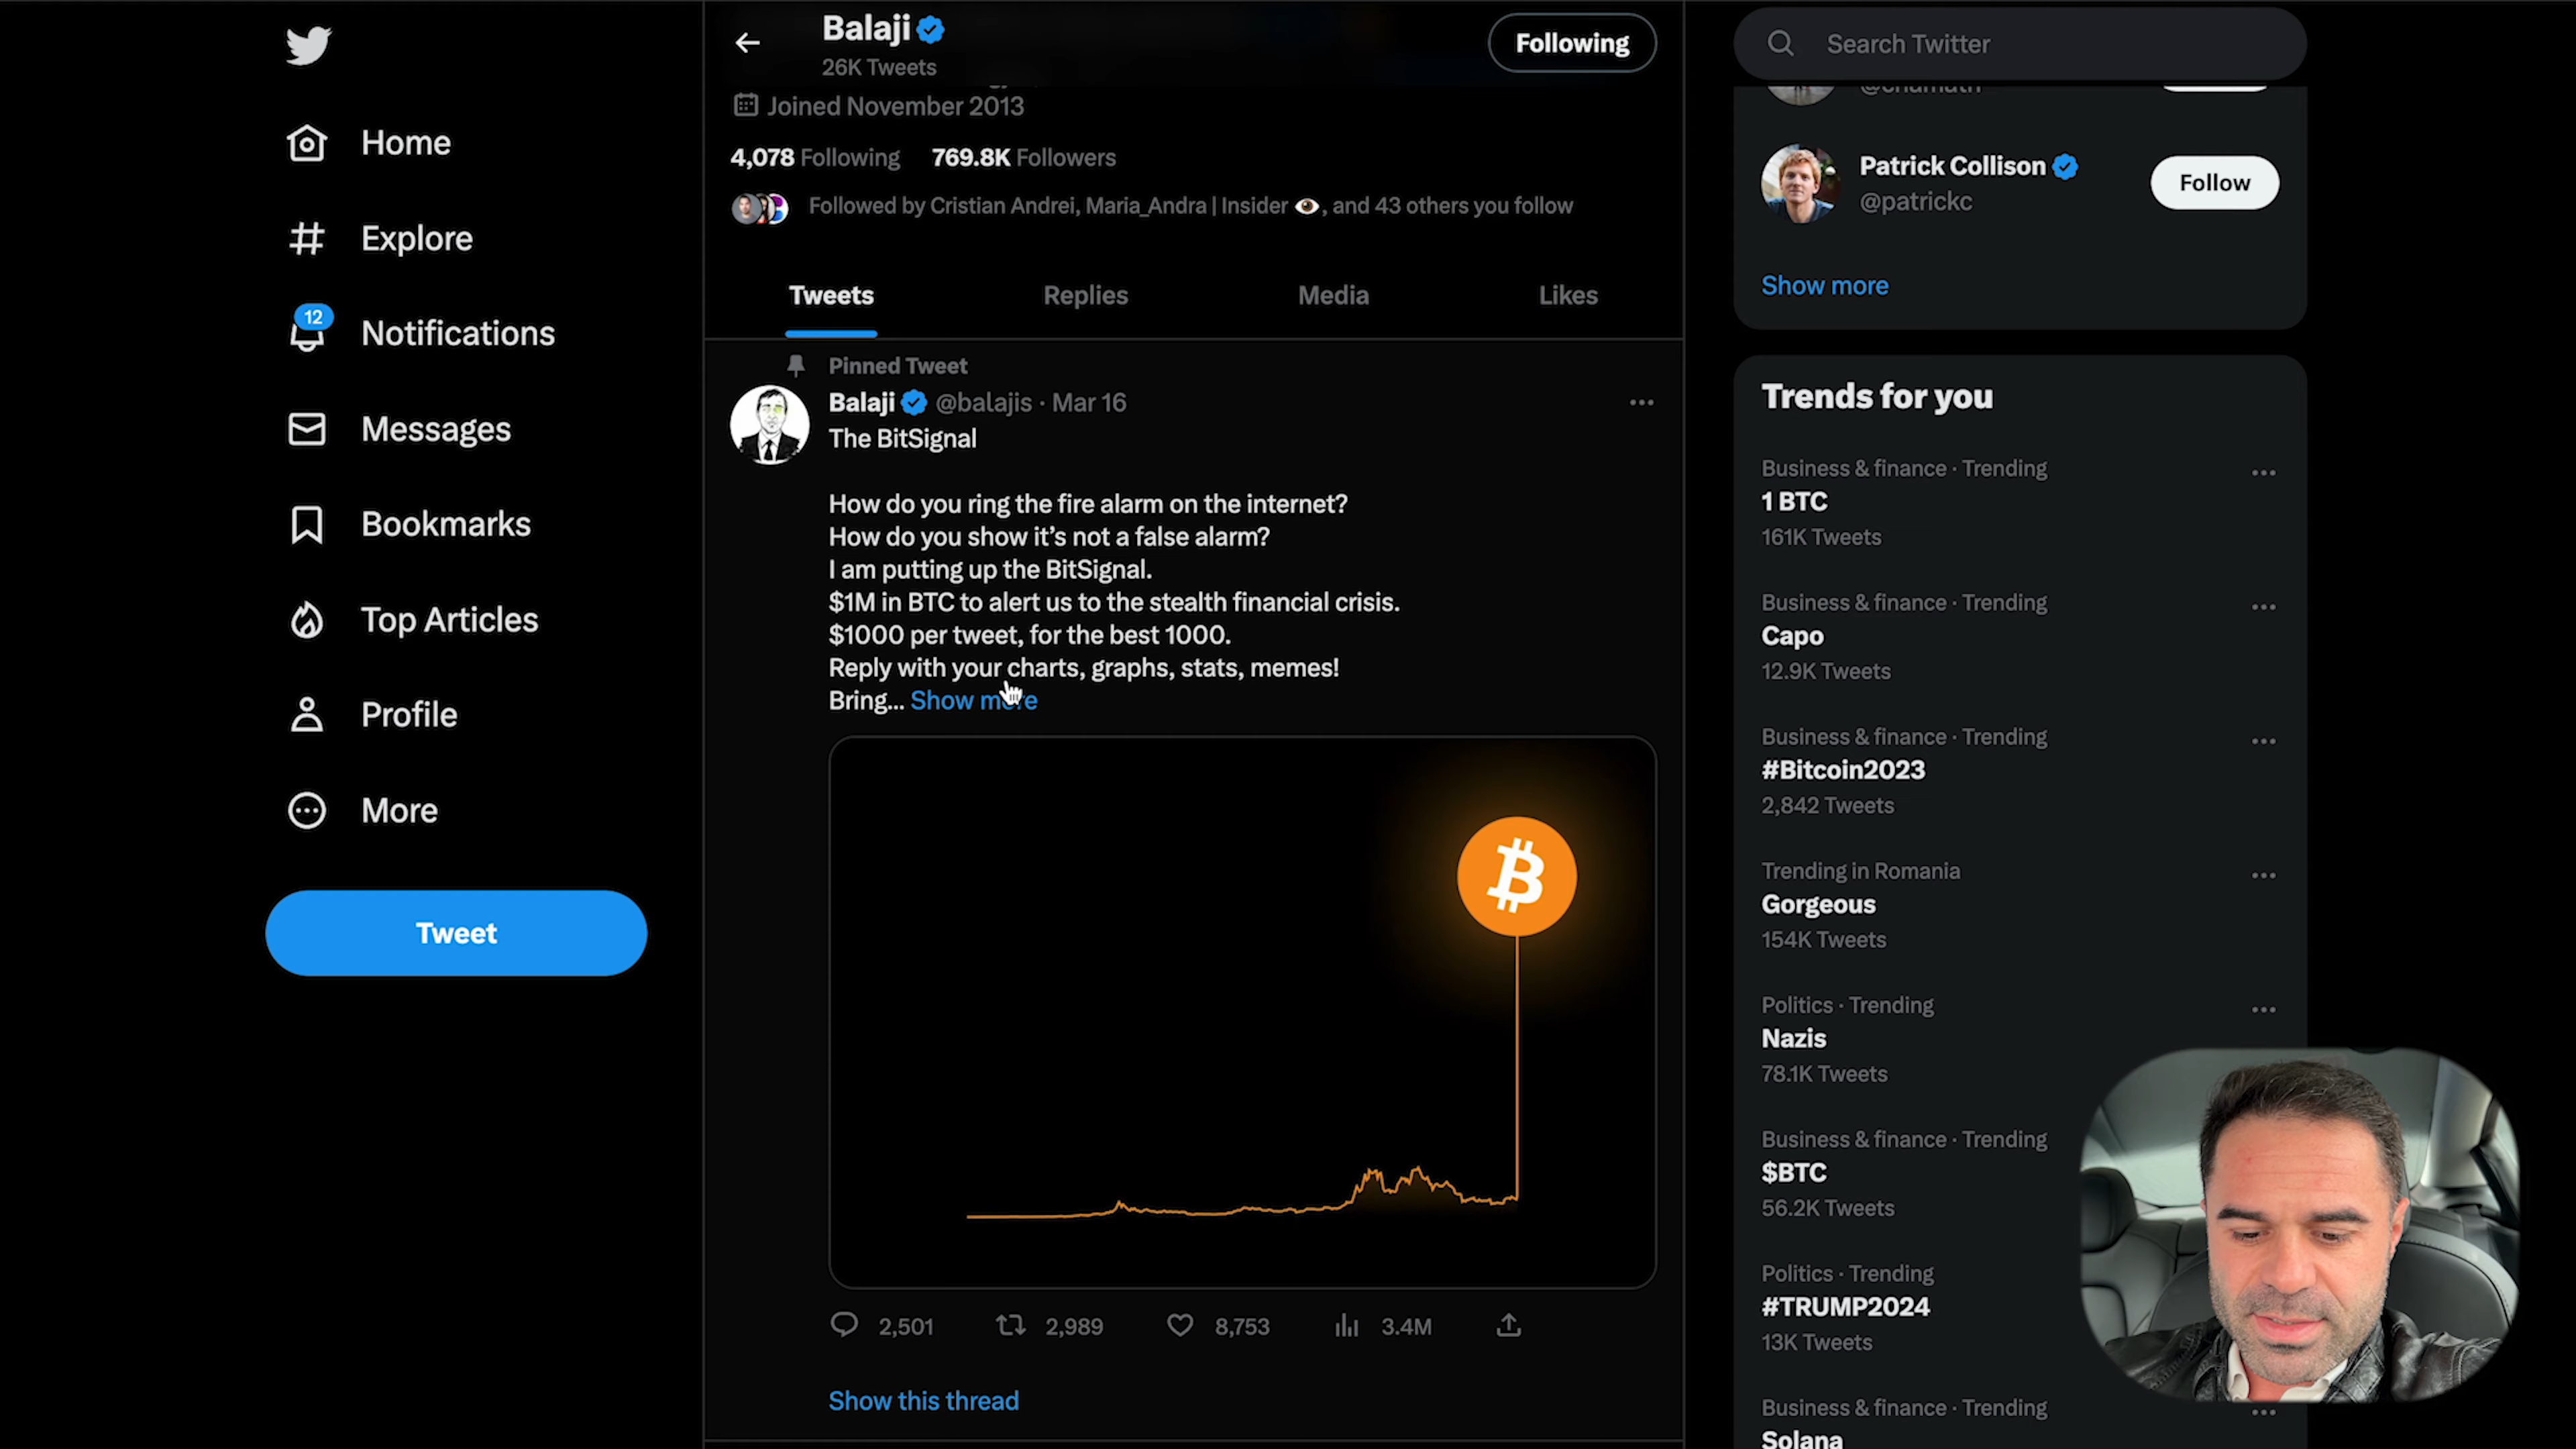 Home
Explore
12
Notifications
Messages
Bookmarks
Top Articles
Profile
More
Tweet
Balaji
26K Tweets
Following
Joined November 2013
4,078 Following 769.8K Followers
Followed by Cristian Andrei, Maria_Andra | Insider 👁, and 43 others you follow
Tweets Replies Media Likes
Pinned Tweet
Balaji @balajis · Mar 16
The BitSignal
How do you ring the fire alarm on the internet?
How do you show it’s not a false alarm?
I am putting up the BitSignal.
$1M in BTC to alert us to the stealth financial crisis.
$1000 per tweet, for the best 1000.
Reply with your charts, graphs, stats, memes!
Bring... Show more
2,501 2,989 8,753 3.4M
Show this thread
Search Twitter
@chamath
Patrick Collison
@patrickc
Follow
Show more
Trends for you
Business & finance · Trending
1 BTC
161K Tweets
Business & finance · Trending
Capo
12.9K Tweets
Business & finance · Trending
#Bitcoin2023
2,842 Tweets
Trending in Romania
Gorgeous
154K Tweets
Politics · Trending
Nazis
78.1K Tweets
Business & finance · Trending
$BTC
56.2K Tweets
Politics · Trending
#TRUMP2024
13K Tweets
Business & finance · Trending
Solana